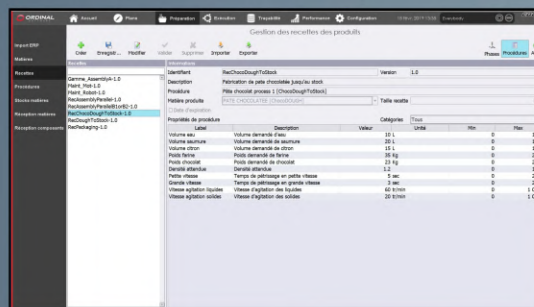 ORDINAL Accueil Préparation Exécution Traçabilité Performance Configuration
Gestion des recettes des produits
Import ERP
Matières
Recettes
Procédures
Stocks matières
Réception matières
Réception composants
Créer Enregistr... Modifier Valider Supprimer Importer Exporter
Phases Procédures
Recettes
Gamme_AssemblyA-1.0
Maint_Mot-1.0
Maint_Robot-1.0
RecAssemblyParallel-1.0
RecAssemblyParallelB1orB2-1.0
RecChocoDoughToStock-1.0
RecDoughToStock-1.0
RecPackaging-1.0
Informations
Identifiant RecChocoDoughToStock Version 1.0
Description Fabrication de pate chocolatée jusqu'au stock
Procédure Pâte chocolat process 1 [ChocoDoughToStock]
Matière produite PATE CHOCOLATEE [ChocoDOUGH] Taille recette
Date d'expiration
Propriétés de procédure Catégories Tous
Label Description Valeur Unité Min Max
Volume eau Volume demandé d'eau 10 L 0
Volume saumure Volume demandé de saumure 20 L 0
Volume citron Volume demandé de citron 15 L 0
Poids farine Poids demandé de farine 35 kg 0
Poids chocolat Poids demandé de chocolat 23 kg 0
Densité attendue Densité attendue 1.2
Petite vitesse Temps de pétrissage en petite vitesse 5 sec 0
Grande vitesse Temps de pétrissage en grande vitesse 3 sec 0
Vitesse agitation liquides Vitesse d'agitation des liquides 60 tr/min 0
Vitesse agitation solides Vitesse d'agitation des solides 20 tr/min 0